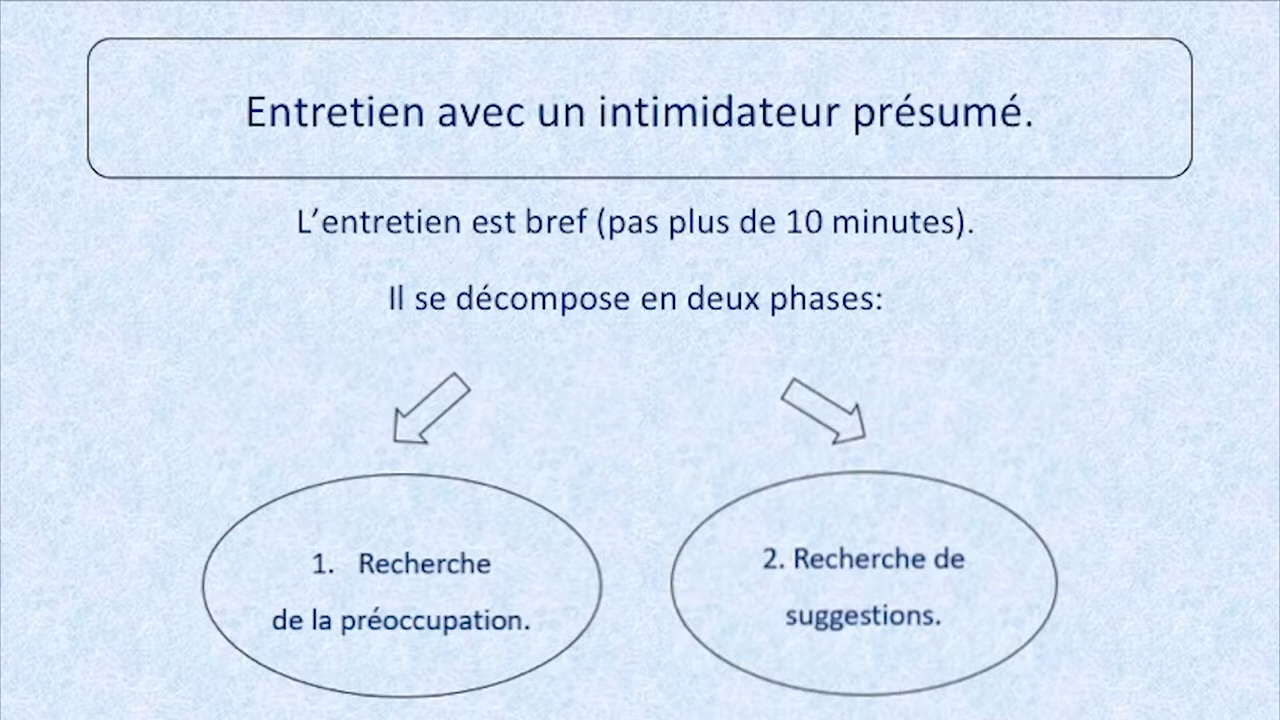 Entretien avec un intimidateur présumé.
L’entretien est bref (pas plus de 10 minutes).
Il se décompose en deux phases:
1. Recherche
de la préoccupation.
2. Recherche de
suggestions.